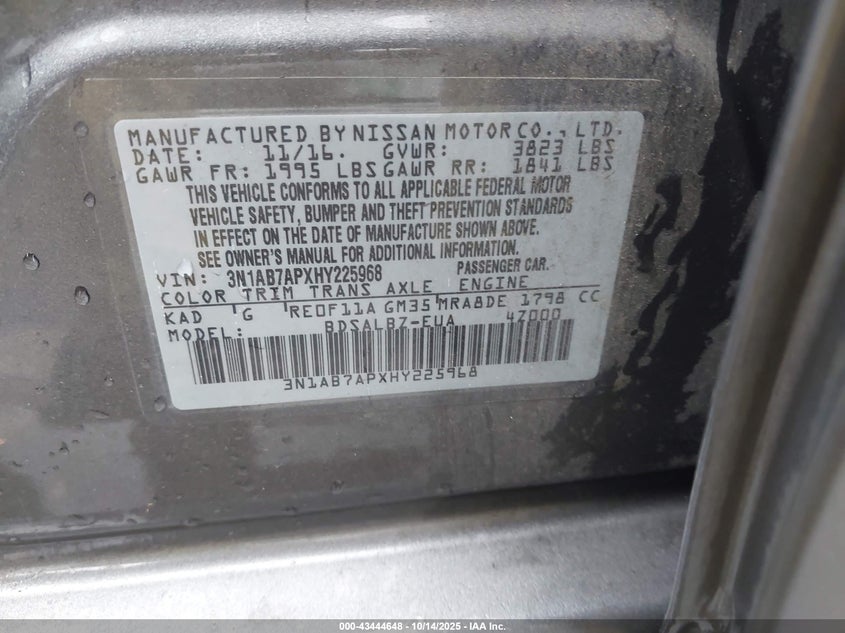 MANUFACTURED BY NISSAN MOTOR CO., LTD.
DATE: 11/16. GVWR: 3823 LBS
GAWR FR: 1995 LBS GAWR RR: 1841 LBS
THIS VEHICLE CONFORMS TO ALL APPLICABLE FEDERAL MOTOR
VEHICLE SAFETY, BUMPER AND THEFT PREVENTION STANDARDS
IN EFFECT ON THE DATE OF MANUFACTURE SHOWN ABOVE.
SEE OWNER'S MANUAL FOR ADDITIONAL INFORMATION.
VIN: 3N1AB7APXHY225968 PASSENGER CAR.
COLOR TRIM TRANS AXLE ENGINE
KAD G RE0F11A GM35 MRA8DE 1798 CC
MODEL: BDSALBZ-EUA 4Z000
3N1AB7APXHY225968
000-43444648 - 10/14/2025 - IAA Inc.